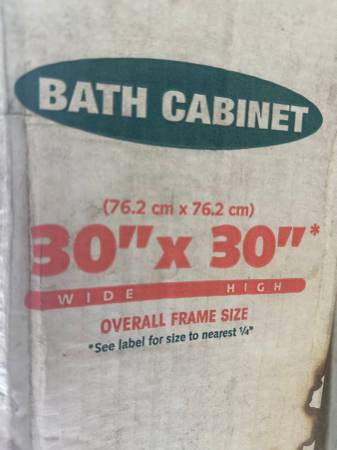 BATH CABINET
(76.2 cm x 76.2 cm)
30" x 30"*
WIDE HIGH
OVERALL FRAME SIZE
*See label for size to nearest ¼"